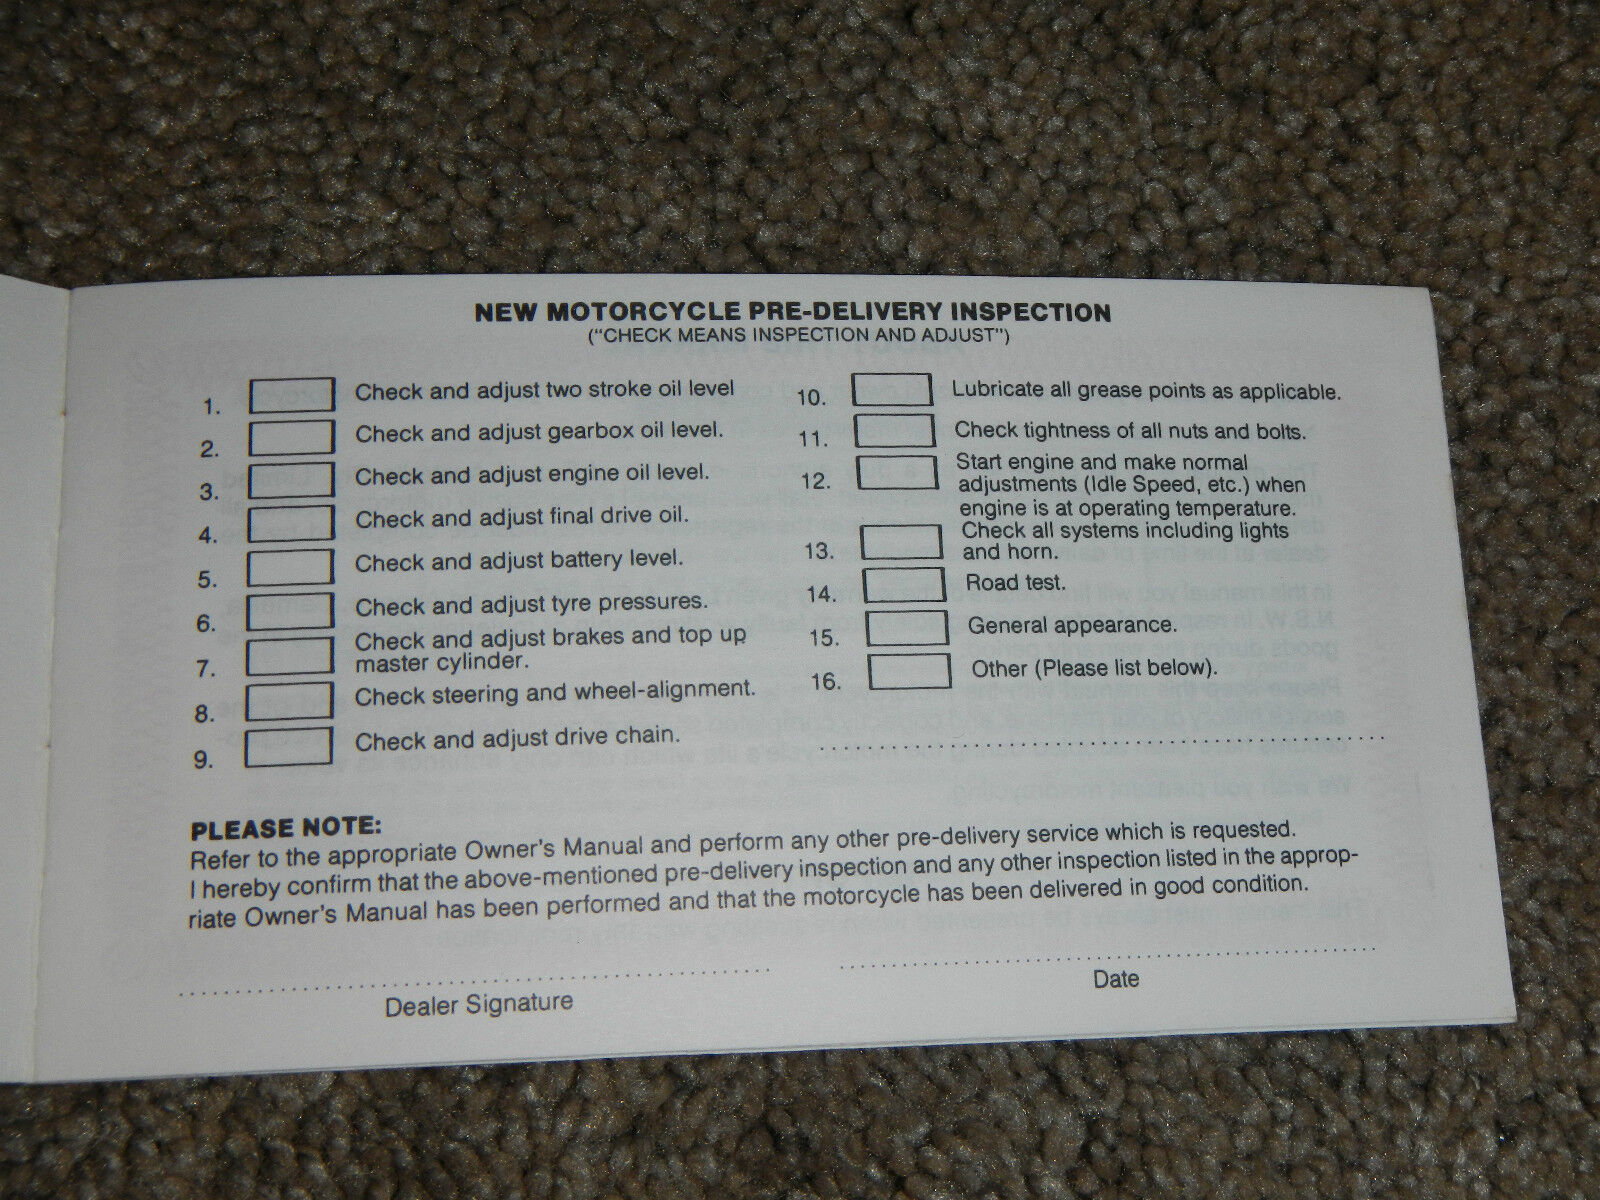 NEW MOTORCYCLE PRE-DELIVERY INSPECTION
("CHECK MEANS INSPECTION AND ADJUST")
1. Check and adjust two stroke oil level
2. Check and adjust gearbox oil level.
3. Check and adjust engine oil level.
4. Check and adjust final drive oil.
5. Check and adjust battery level.
6. Check and adjust tyre pressures.
7. Check and adjust brakes and top up
master cylinder.
8. Check steering and wheel-alignment.
9. Check and adjust drive chain.
10. Lubricate all grease points as applicable.
11. Check tightness of all nuts and bolts.
12. Start engine and make normal
adjustments (Idle Speed, etc.) when
engine is at operating temperature.
13. Check all systems including lights
and horn.
14. Road test.
15. General appearance.
16. Other (Please list below).
PLEASE NOTE:
Refer to the appropriate Owner's Manual and perform any other pre-delivery service which is requested.
I hereby confirm that the above-mentioned pre-delivery inspection and any other inspection listed in the approp-
riate Owner's Manual has been performed and that the motorcycle has been delivered in good condition.
Dealer Signature
Date